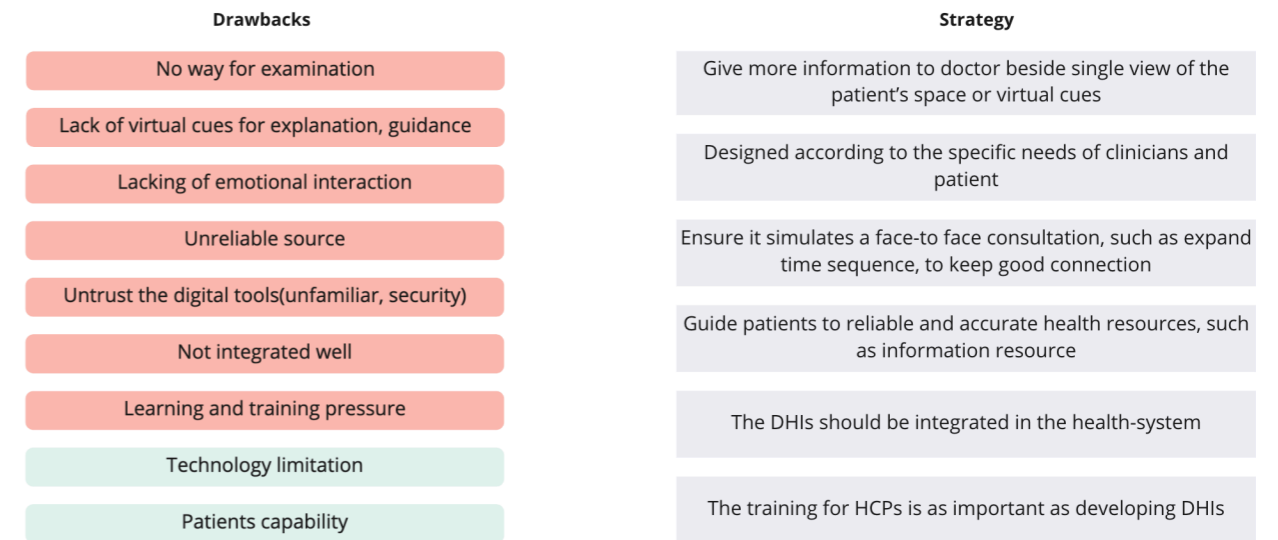 Drawbacks
No way for examination
Lack of virtual cues for explanation, guidance
Lacking of emotional interaction
Unreliable source
Untrust the digital tools(unfamiliar, security)
Not integrated well
Learning and training pressure
Technology limitation
Patients capability
Strategy
Give more information to doctor beside single view of the
patient’s space or virtual cues
Designed according to the specific needs of clinicians and
patient
Ensure it simulates a face-to face consultation, such as expand
time sequence, to keep good connection
Guide patients to reliable and accurate health resources, such
as information resource
The DHIs should be integrated in the health-system
The training for HCPs is as important as developing DHIs